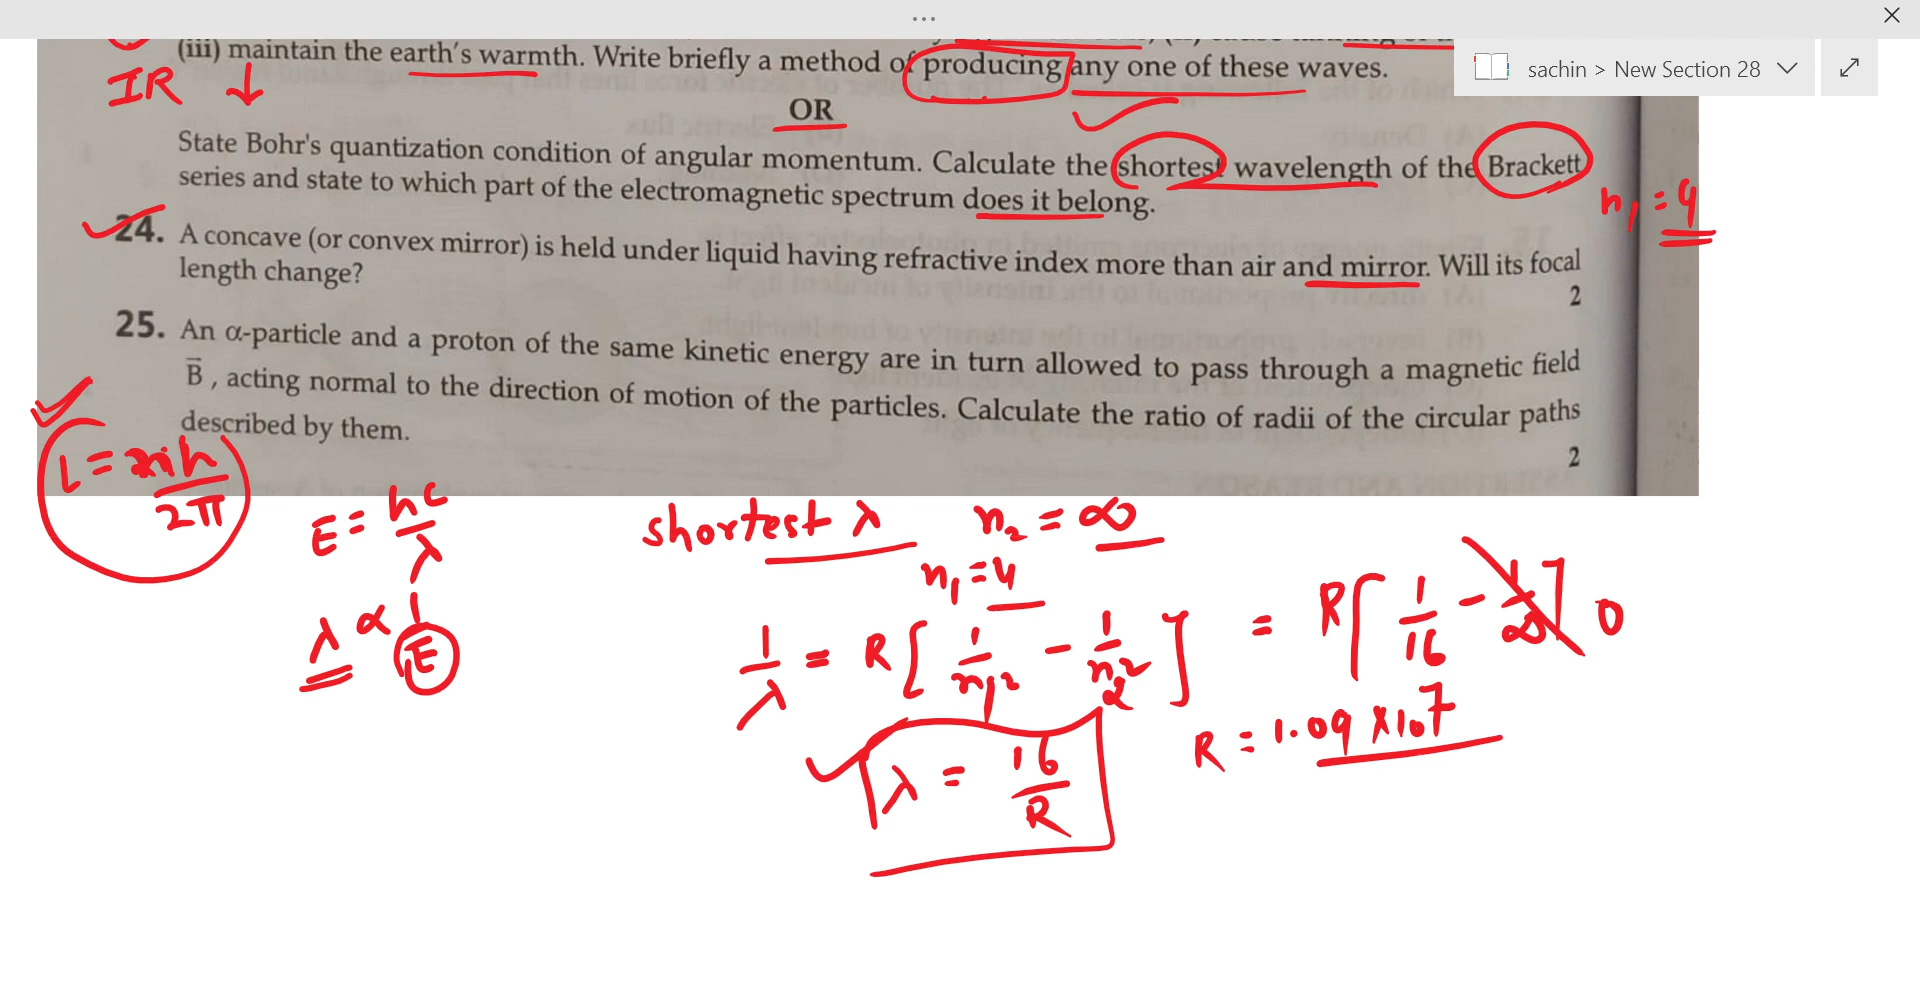 (iii) maintain the earth's warmth. Write briefly a method of producing any one of these waves.
sachin > New Section 28
IR ↓
OR
State Bohr's quantization condition of angular momentum. Calculate the shortest wavelength of the Brackett
series and state to which part of the electromagnetic spectrum does it belong.
n₁ = 4
24. A concave (or convex mirror) is held under liquid having refractive index more than air and mirror. Will its focal
length change?
2
25. An α-particle and a proton of the same kinetic energy are in turn allowed to pass through a magnetic field
B⃗, acting normal to the direction of motion of the particles. Calculate the ratio of radii of the circular paths
described by them.
2
E = hc/λ
λ ∝ 1/E
shortest λ n₂ = ∞
n₁ = 4
1/λ = R[1/n₁² - 1/n₂²] = R[1/16 - 1/∞] 0
R = 1.09 × 10⁷
λ = 16/R